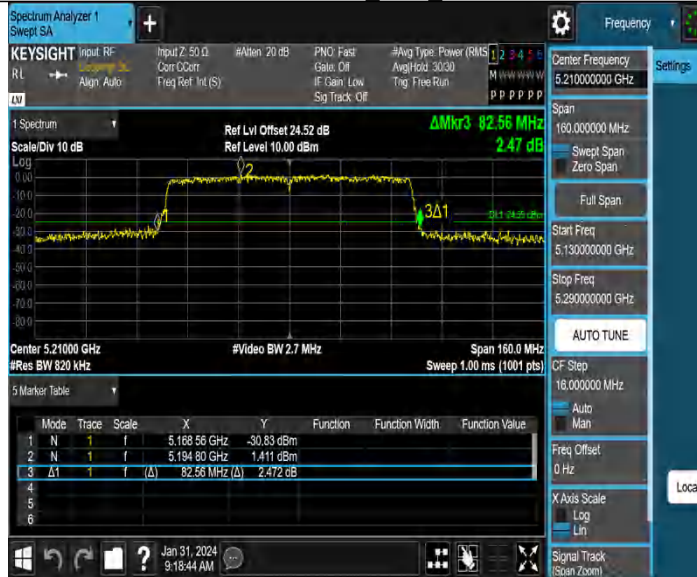 Spectrum Analyzer 1
Swept SA
Frequency
KEYSIGHT Input: RF Input Z: 50 Ω #Atten: 20 dB PNO: Fast #Avg Type: Power (RMS) 1 2 3 4 5 6
RL Align: Auto Corr CCorr Freq Ref: Int (S) Gate: Off IF Gain: Low Sig Track: Off Avg|Hold: 30/30 Trig: Free Run M W W W W W
P P P P P P
LXI
1 Spectrum
Scale/Div 10 dB
Ref Lvl Offset 24.52 dB
Ref Level 10.00 dBm
ΔMkr3 82.56 MHz
2.47 dB
Log
0.00
-10.0
-20.0
-30.0
-40.0
-50.0
-60.0
-70.0
-80.0
1
2
3Δ1
Center 5.21000 GHz
#Video BW 2.7 MHz
Span 160.0 MHz
#Res BW 820 kHz
Sweep 1.00 ms (1001 pts)
5 Marker Table
Mode Trace Scale X Y Function Function Width Function Value
1 N 1 f 5.168 56 GHz -30.83 dBm
2 N 1 f 5.194 80 GHz 1.411 dBm
3 Δ1 1 f (Δ) 82.56 MHz (Δ) 2.472 dB
4
5
6
? Jan 31, 2024
9:18:44 AM
Settings
Center Frequency
5.210000000 GHz
Span
160.000000 MHz
Swept Span
Zero Span
Full Span
Start Freq
5.130000000 GHz
Stop Freq
5.290000000 GHz
AUTO TUNE
CF Step
16.000000 MHz
Auto
Man
Freq Offset
0 Hz
X Axis Scale
Log
Lin
Signal Track
(Span Zoom)
Loca